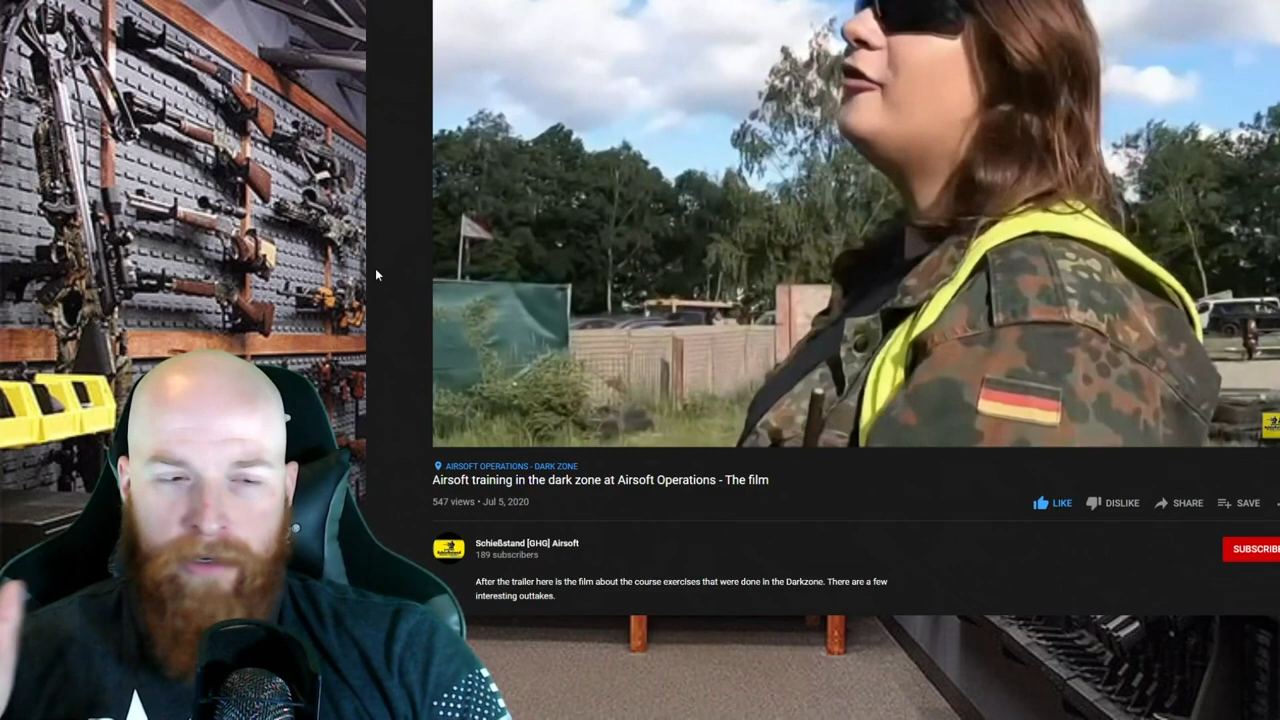 AIRSOFT OPERATIONS - DARK ZONE
Airsoft training in the dark zone at Airsoft Operations - The film
547 views • Jul 5, 2020
LIKE DISLIKE SHARE SAVE
Schießstand [GHG] Airsoft
189 subscribers
SUBSCRIBE
After the trailer here is the film about the course exercises that were done in the Darkzone. There are a few
interesting outtakes.